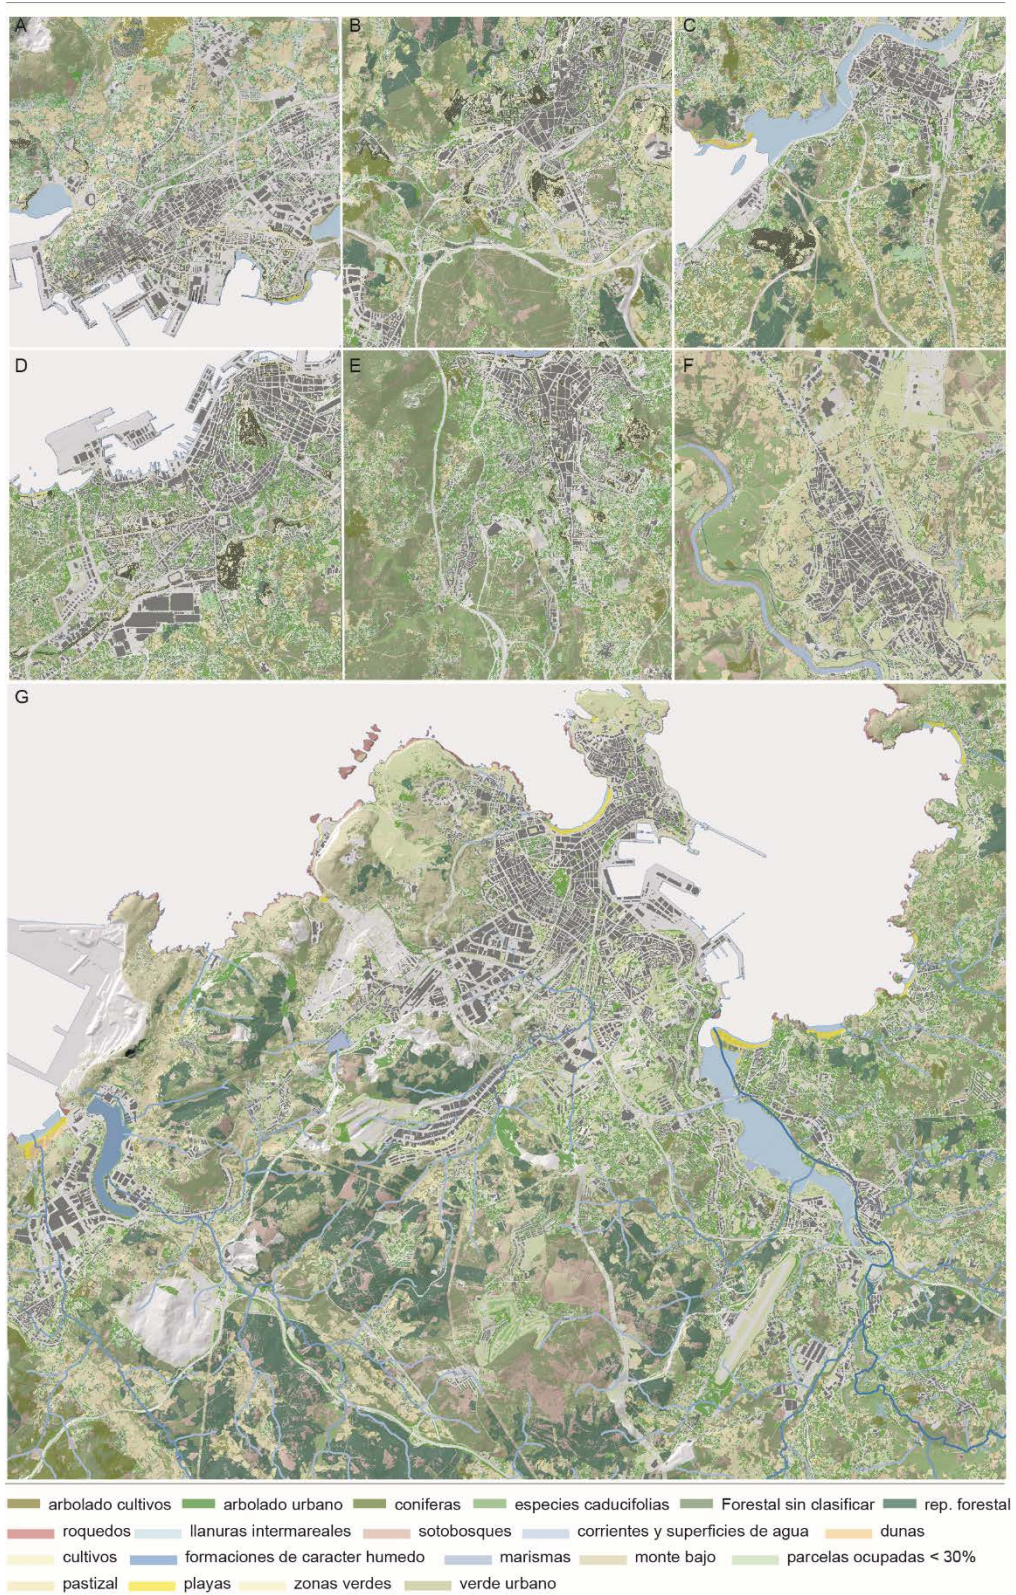 A B C
D E F
G
arbolado cultivos arbolado urbano coniferas especies caducifolias Forestal sin clasificar rep. forestal
roquedos llanuras intermareales sotobosques corrientes y superficies de agua dunas
cultivos formaciones de caracter humedo marismas monte bajo parcelas ocupadas < 30%
pastizal playas zonas verdes verde urbano